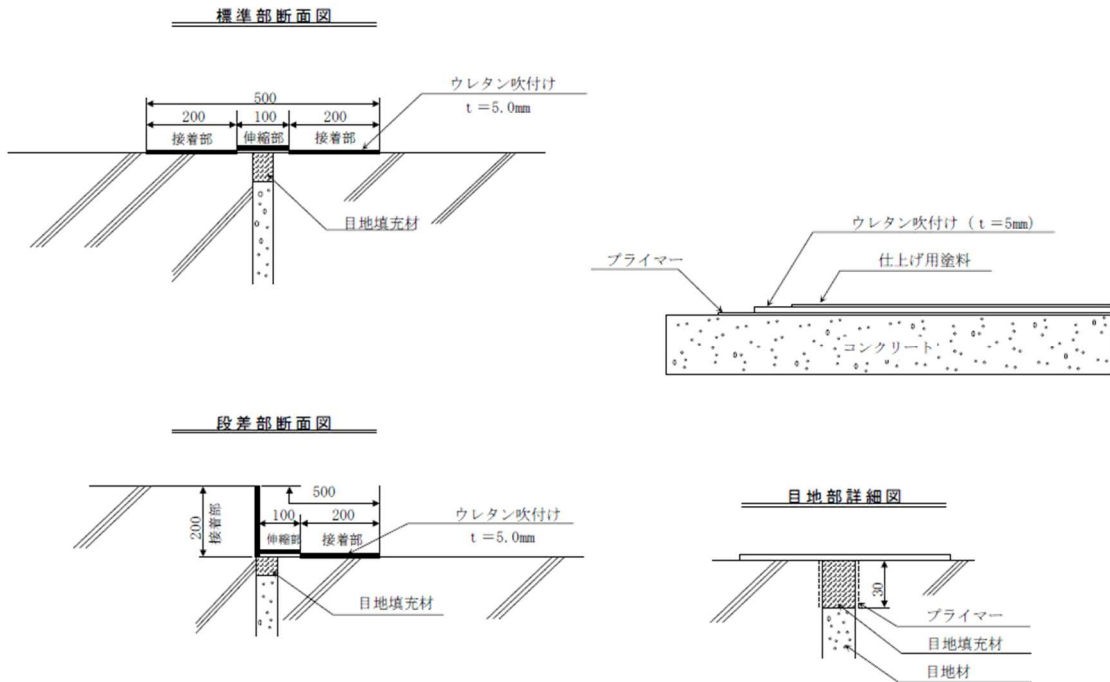 標準部断面図
ウレタン吹付け
t＝5.0mm
500
200 100 200
接着部 伸縮部 接着部
目地填充材
ウレタン吹付け（t＝5mm）
プライマー
仕上げ用塗料
コンクリート
段差部断面図
500
100 200
200
接着部
伸縮部 接着部
ウレタン吹付け
t＝5.0mm
目地填充材
目地部詳細図
30
プライマー
目地填充材
目地材